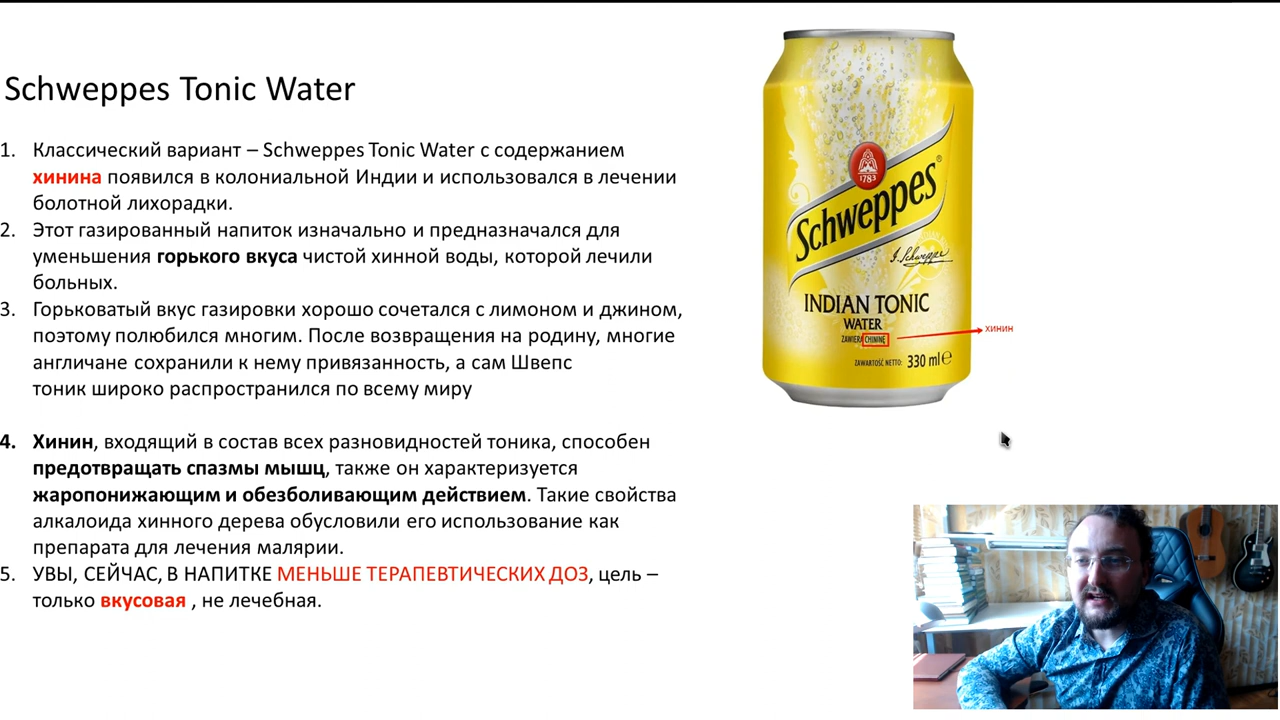 Schweppes Tonic Water
1. Классический вариант – Schweppes Tonic Water с содержанием
хинина появился в колониальной Индии и использовался в лечении
болотной лихорадки.
2. Этот газированный напиток изначально и предназначался для
уменьшения горького вкуса чистой хинной воды, которой лечили
больных.
3. Горьковатый вкус газировки хорошо сочетался с лимоном и джином,
поэтому полюбился многим. После возвращения на родину, многие
англичане сохранили к нему привязанность, а сам Швепс
тоник широко распространился по всему миру
4. Хинин, входящий в состав всех разновидностей тоника, способен
предотвращать спазмы мышц, также он характеризуется
жаропонижающим и обезболивающим действием. Такие свойства
алкалоида хинного дерева обусловили его использование как
препарата для лечения малярии.
5. УВЫ, СЕЙЧАС, В НАПИТКЕ МЕНЬШЕ ТЕРАПЕВТИЧЕСКИХ ДОЗ, цель –
только вкусовая , не лечебная.
1783
Schweppes®
J. Schweppe
INDIAN TONIC
WATER
ZAWIERA CHININĘ
хинин
ZAWARTOŚĆ NETTO: 330 ml e